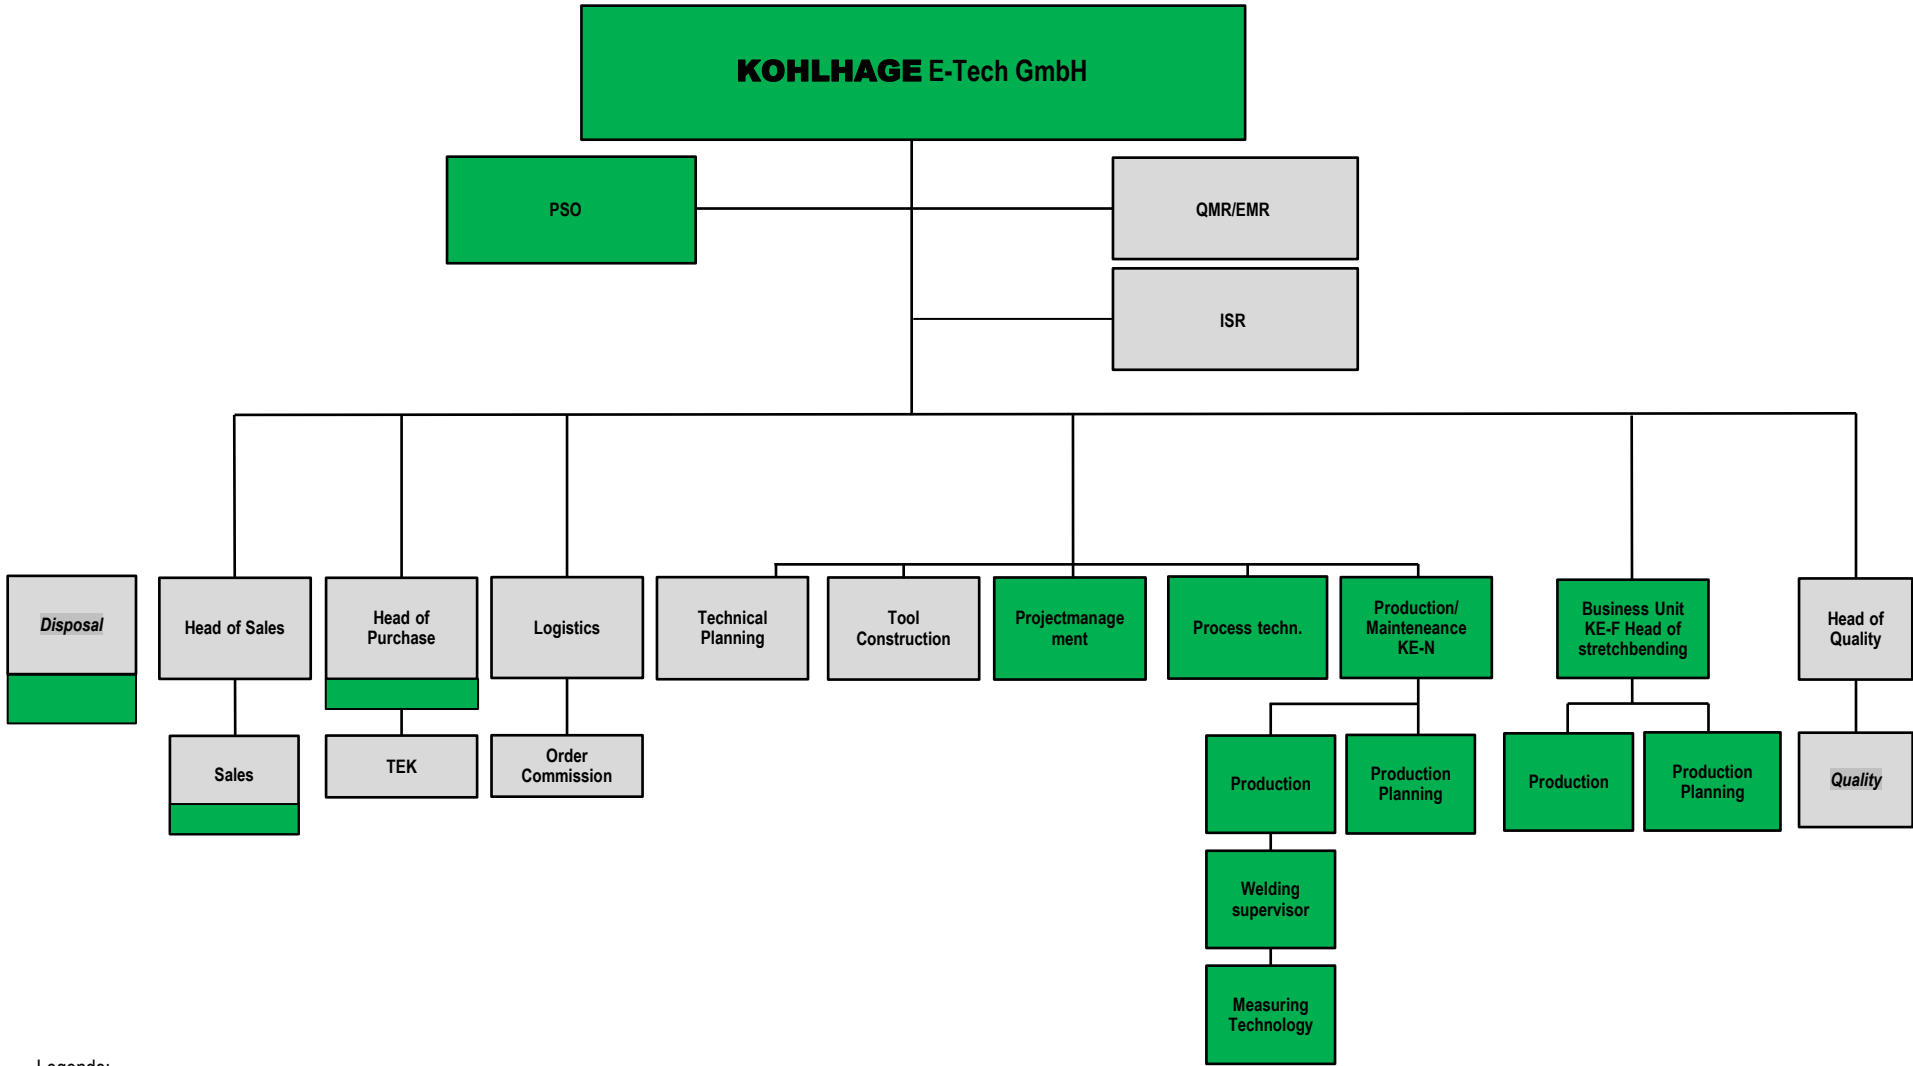 KOHLHAGE E-Tech GmbH
PSO
QMR/EMR
ISR
Disposal
Head of Sales
Head of
Purchase
Logistics
Technical
Planning
Tool
Construction
Projectmanage
ment
Process techn.
Production/
Mainteneance
KE-N
Business Unit
KE-F Head of
stretchbending
Head of
Quality
Sales
TEK
Order
Commission
Production
Production
Planning
Production
Production
Planning
Quality
Welding
supervisor
Measuring
Technology
Legende: